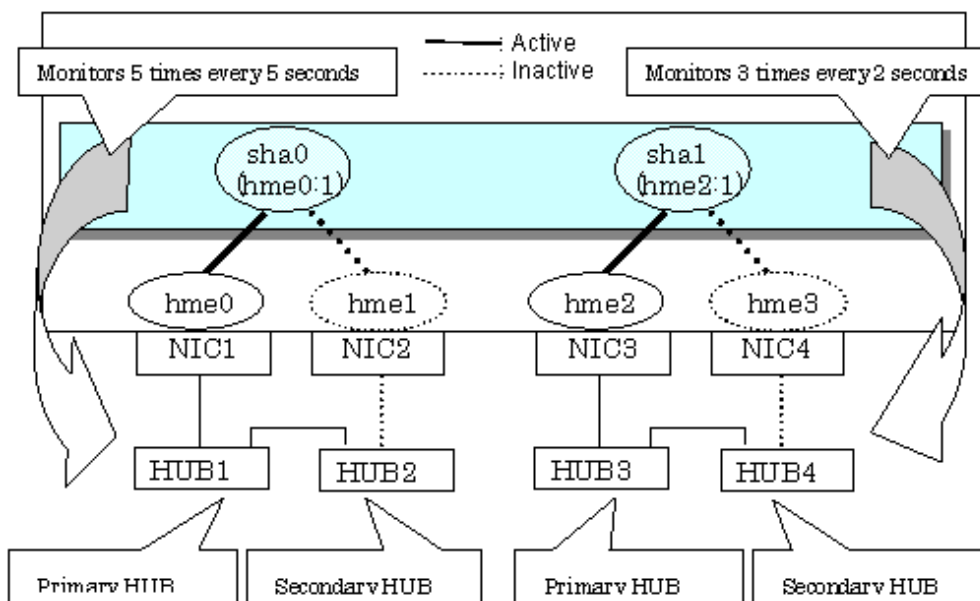 : Active
: Inactive
Monitors 5 times every 5 seconds
Monitors 3 times every 2 seconds
sha0
(hme0:1)
sha1
(hme2:1)
hme0
hme1
hme2
hme3
NIC1
NIC2
NIC3
NIC4
HUB1
HUB2
HUB3
HUB4
Primary HUB
Secondary HUB
Primary HUB
Secondary HUB